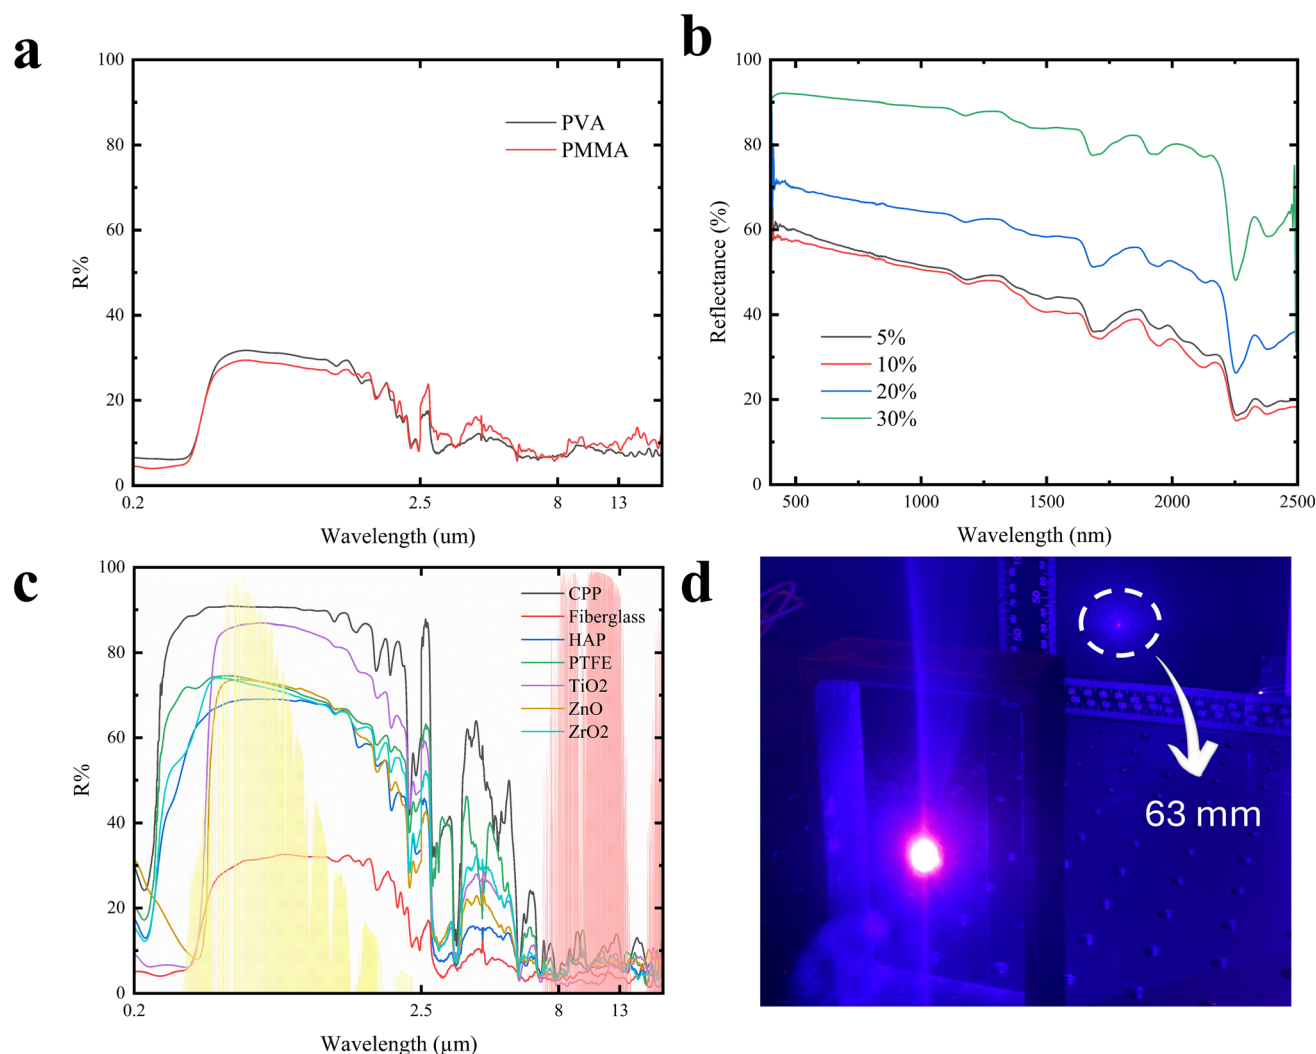 a
100
80
60
40
20
0
R%
PVA
PMMA
0.2
2.5
8
13
Wavelength (um)
b
100
80
60
40
20
0
Reflectance (%)
5%
10%
20%
30%
500
1000
1500
2000
2500
Wavelength (nm)
c
100
80
60
40
20
0
R%
CPP
Fiberglass
HAP
PTFE
TiO2
ZnO
ZrO2
0.2
2.5
8
13
Wavelength (µm)
d
63 mm